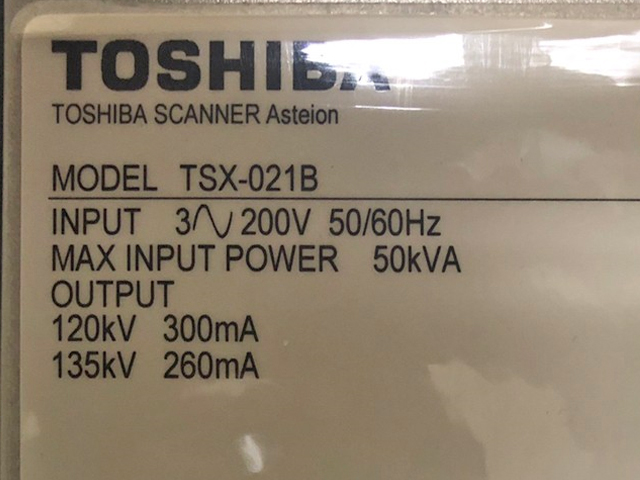 TOSHIBA
TOSHIBA SCANNER Asteion
MODEL TSX-021B
INPUT 3∿ 200V 50/60Hz
MAX INPUT POWER 50kVA
OUTPUT
120kV 300mA
135kV 260mA